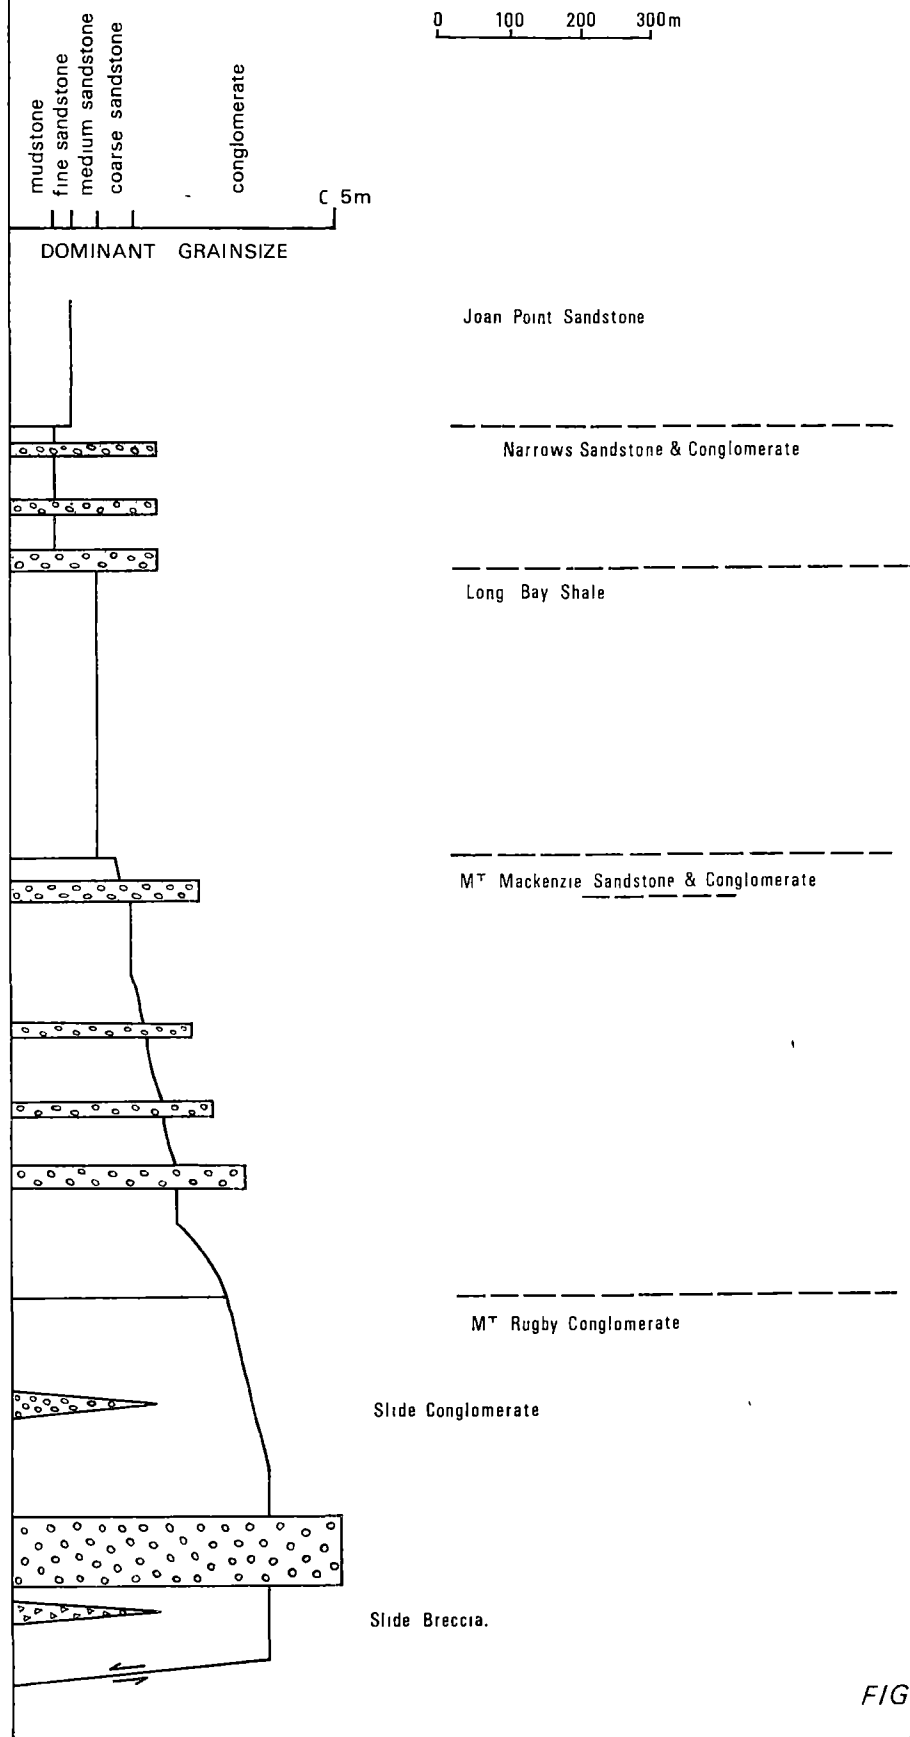 0 100 200 300m
mudstone
fine sandstone
medium sandstone
coarse sandstone
conglomerate
C 5m
DOMINANT GRAINSIZE
Joan Point Sandstone
Narrows Sandstone & Conglomerate
Long Bay Shale
MT Mackenzie Sandstone & Conglomerate
MT Rugby Conglomerate
Slide Conglomerate
Slide Breccia.
FIG